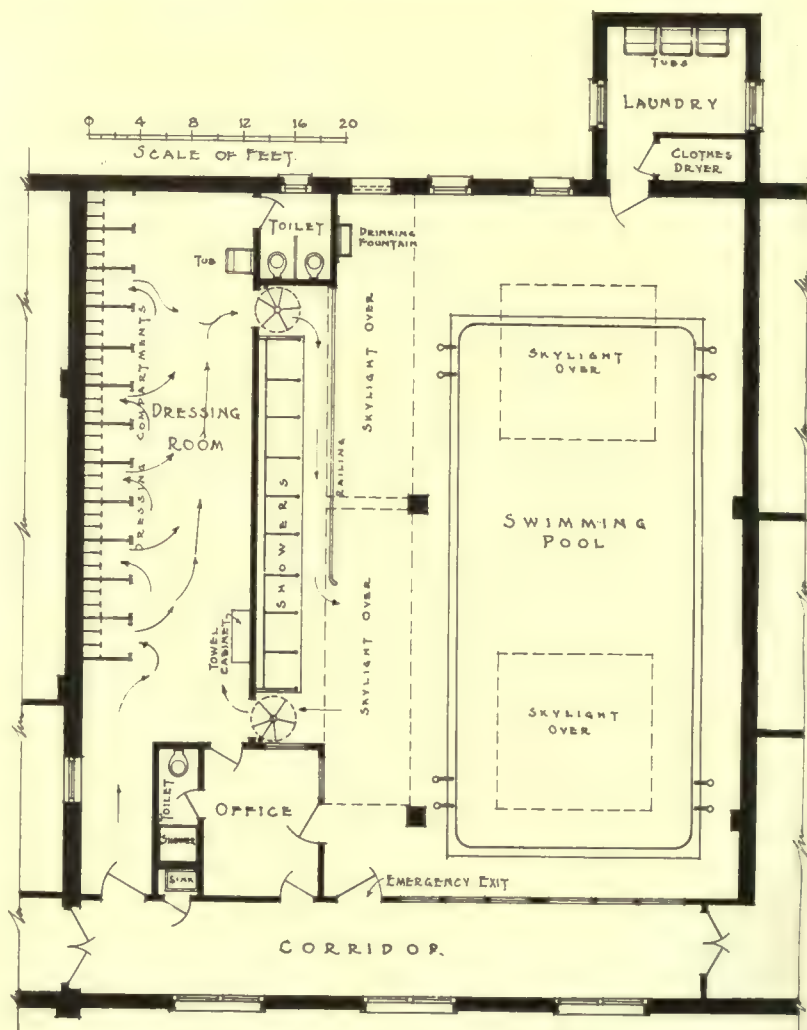 TUBS
LAUNDRY
CLOTHES
DRYER
0 4 8 12 16 20
SCALE OF FEET.
TOILET
DRINKING
FOUNTAIN
TUB
DRESSING COMPARTMENTS
DRESSING
ROOM
SHOWERS
RAILING
SKYLIGHT OVER
SKYLIGHT
OVER
SWIMMING
POOL
TOWEL
CABINET
SKYLIGHT OVER
SKYLIGHT
OVER
TOILET
SHOWER
SINK
OFFICE
EMERGENCY EXIT
CORRIDOR.